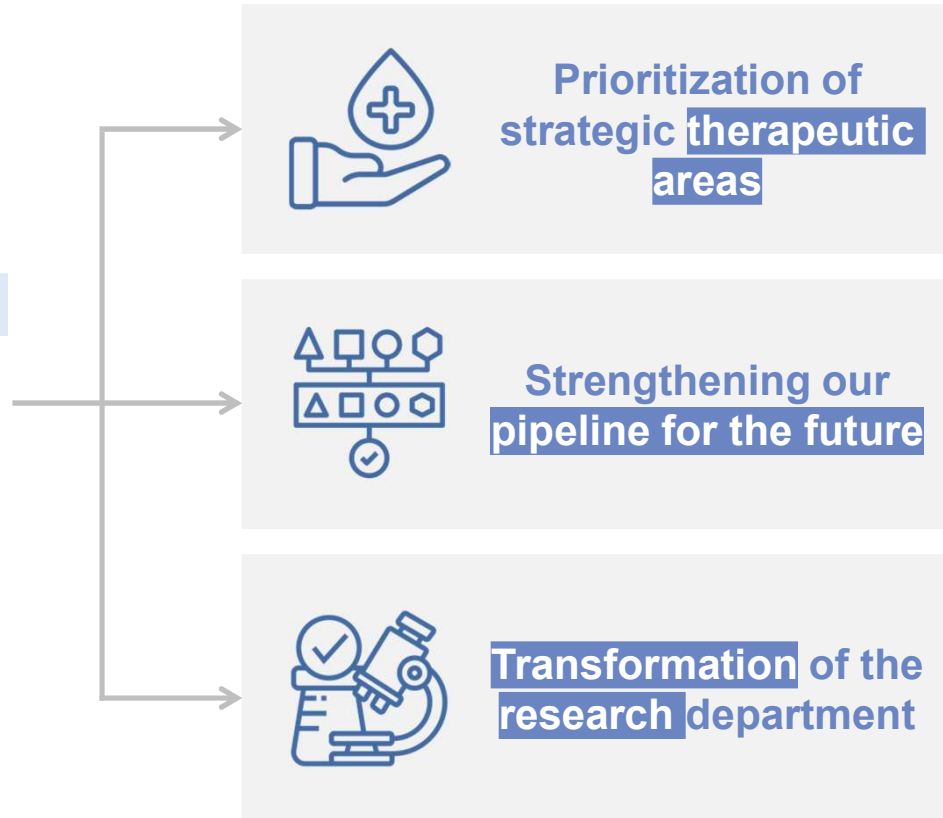 Prioritization of
strategic therapeutic
areas
Strengthening our
pipeline for the future
Transformation of the
research department